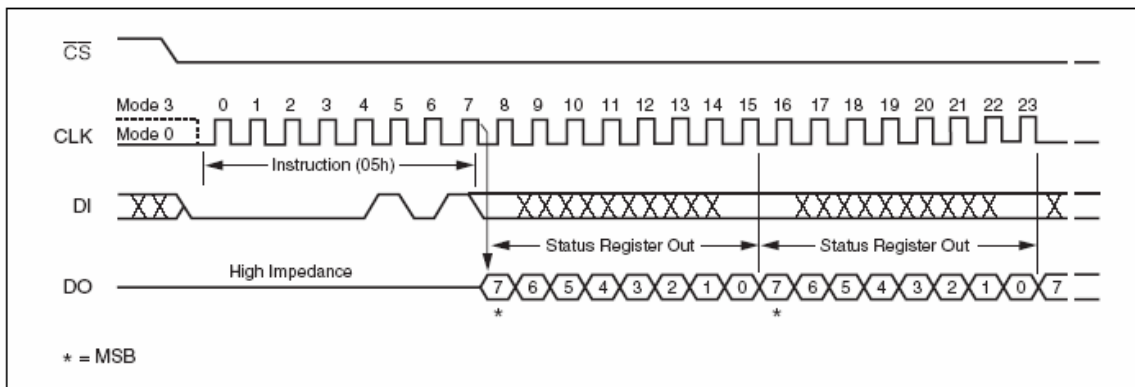 CS
Mode 3 0 1 2 3 4 5 6 7 8 9 10 11 12 13 14 15 16 17 18 19 20 21 22 23
CLK Mode 0
Instruction (05h)
DI
Status Register Out Status Register Out
High Impedance
DO 7 6 5 4 3 2 1 0 7 6 5 4 3 2 1 0 7
* *
* = MSB